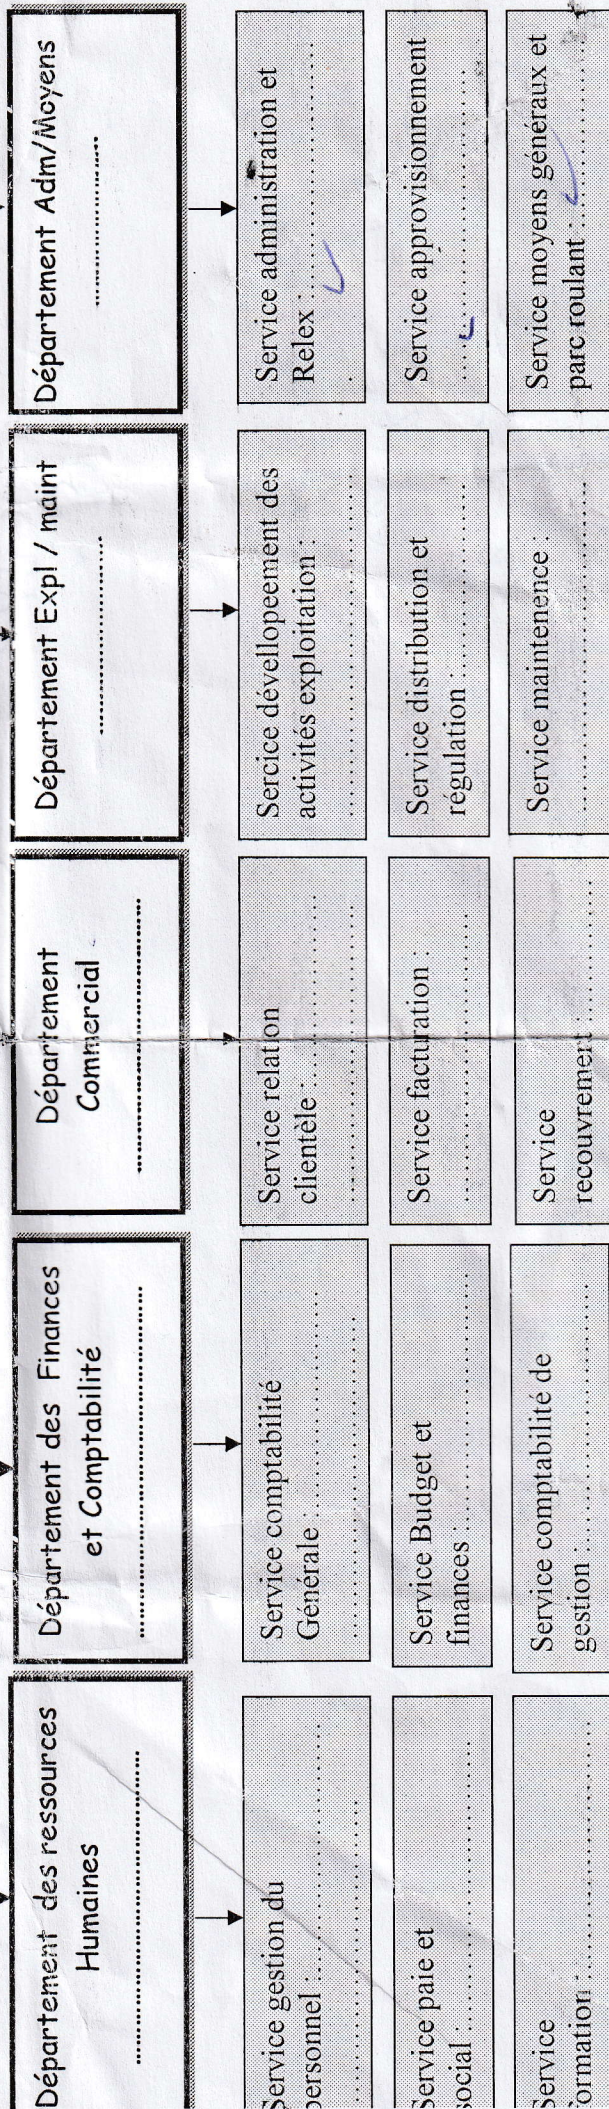 Département des ressources
Humaines
........................................
Département des Finances
et Comptabilité
........................................
Département
Commercial
........................................
Département Expl / maint
........................................
Département Adm/Moyens
........................................
Service gestion du
personnel :........................
........................................
Service paie et
social :........................
Service
formation :........................
Service comptabilité
Générale :........................
........................................
Service Budget et
finances :........................
Service comptabilité de
gestion :........................
Service relation
clientèle :........................
........................................
Service facturation :
........................................
Service
recouvrement :........................
Sercice dévellopeement des
activités exploitation :
........................................
Service distribution et
régulation :........................
Service maintenence :
........................................
Service administration et
Relex :........................
.
Service approvisionnement
........................................
Service moyens généraux et
parc roulant :........................